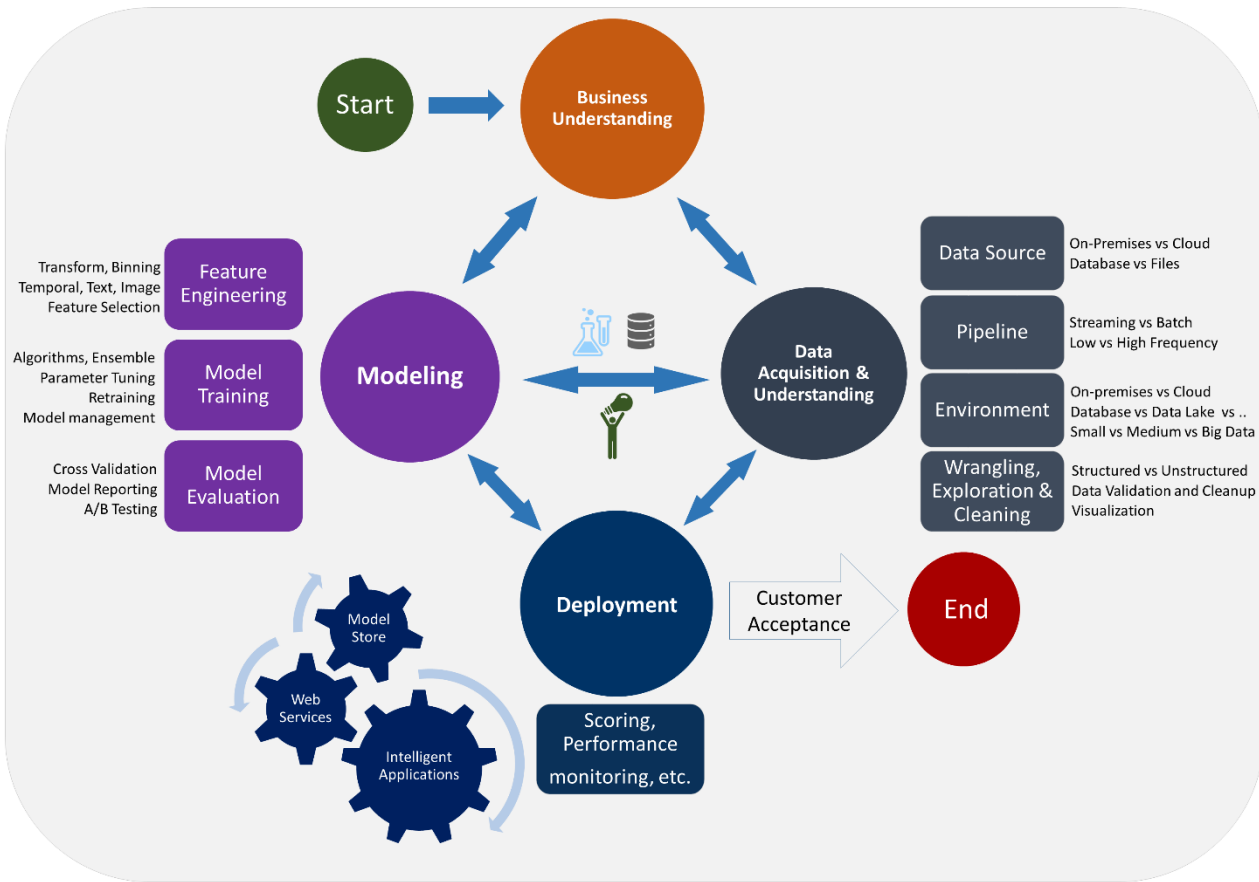 Start
Business
Understanding
Feature
Engineering
Transform, Binning
Temporal, Text, Image
Feature Selection
Model
Training
Algorithms, Ensemble
Parameter Tuning
Retraining
Model management
Model
Evaluation
Cross Validation
Model Reporting
A/B Testing
Modeling
Data
Acquisition &
Understanding
Data Source
On-Premises vs Cloud
Database vs Files
Pipeline
Streaming vs Batch
Low vs High Frequency
Environment
On-premises vs Cloud
Database vs Data Lake vs ..
Small vs Medium vs Big Data
Wrangling,
Exploration &
Cleaning
Structured vs Unstructured
Data Validation and Cleanup
Visualization
Deployment
Customer
Acceptance
End
Model
Store
Web
Services
Intelligent
Applications
Scoring,
Performance
monitoring, etc.